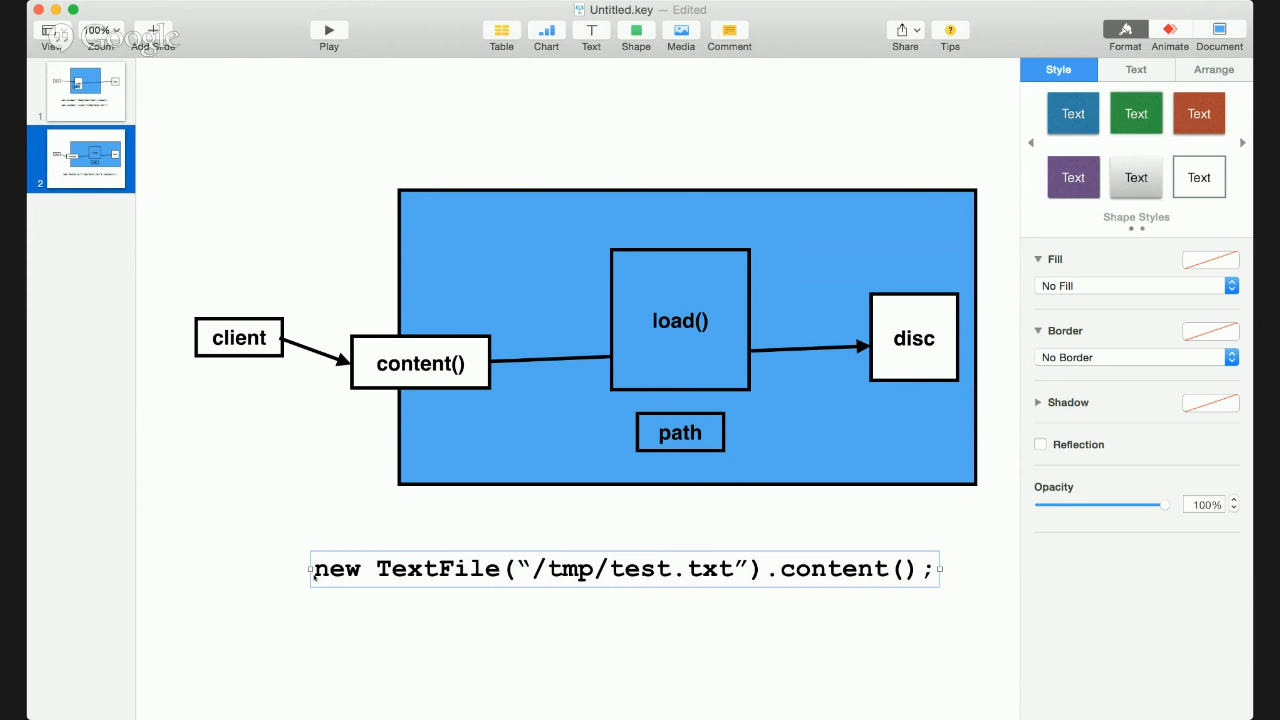 Untitled.key — Edited
View
100%
Zoom
Add Slide
Google
Play
Table
Chart
Text
Shape
Media
Comment
Share
Tips
Format
Animate
Document
1
2
client
content()
load()
path
disc
new TextFile(“/tmp/test.txt”).content();
Style
Text
Arrange
Text
Text
Text
Text
Text
Text
Shape Styles
Fill
No Fill
Border
No Border
Shadow
Reflection
Opacity
100%